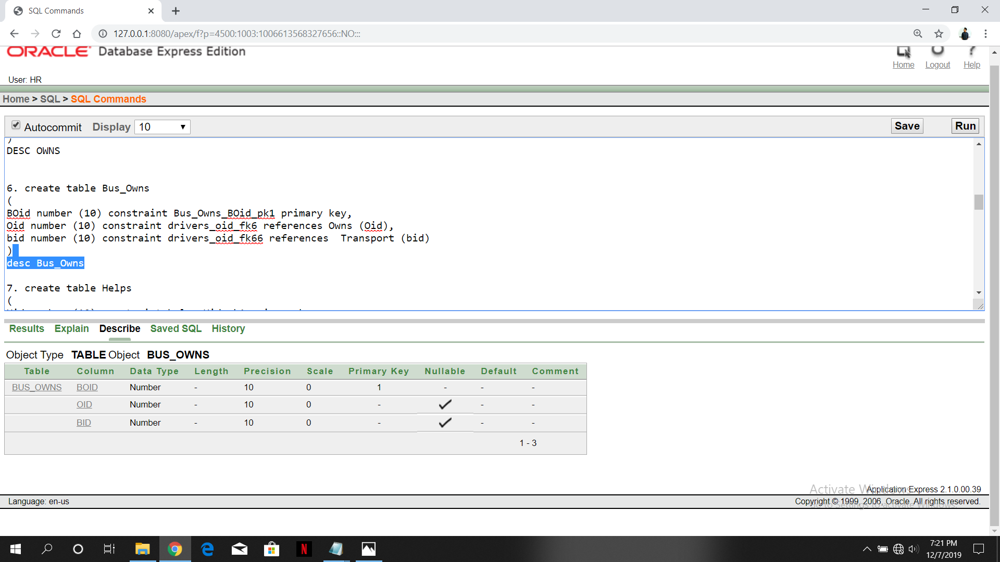 SQL Commands
127.0.0.1:8080/apex/f?p=4500:1003:1006613568327656::NO:::
ORACLE Database Express Edition
Home Logout Help
User: HR
Home > SQL > SQL Commands
Autocommit Display 10 Save Run
)
DESC OWNS
6. create table Bus_Owns
(
BOid number (10) constraint Bus_Owns_BOid_pk1 primary key,
Oid number (10) constraint drivers_oid_fk6 references Owns (Oid),
bid number (10) constraint drivers_oid_fk66 references  Transport (bid)
)
desc Bus_Owns
7. create table Helps
(
Results Explain Describe Saved SQL History
Object Type TABLE Object BUS_OWNS
Table Column Data Type Length Precision Scale Primary Key Nullable Default Comment
BUS_OWNS BOID Number - 10 0 1 - - -
OID Number - 10 0 - - -
BID Number - 10 0 - - -
1 - 3
Activate Windows
Application Express 2.1.0.00.39
Language: en-us
Copyright © 1999, 2006, Oracle. All rights reserved.
Go to Settings to activate Windows.
7:21 PM
12/7/2019